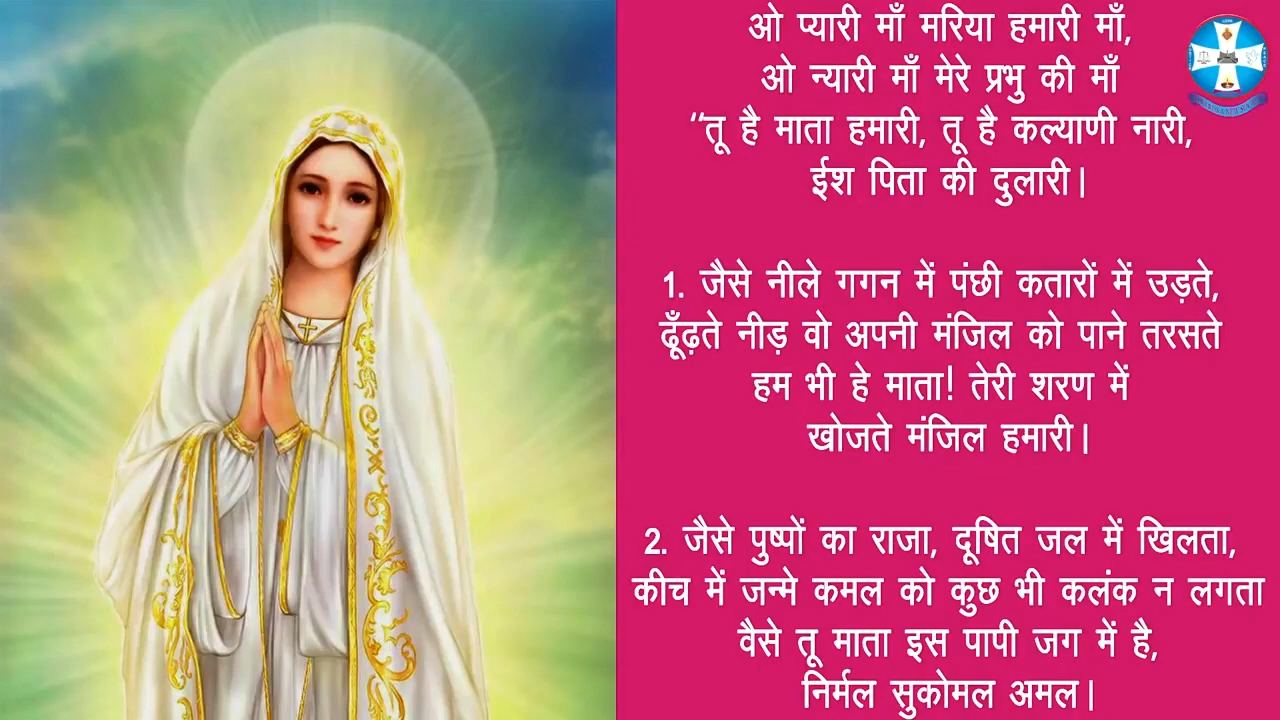 ओ प्यारी माँ मरिया हमारी माँ,
ओ न्यारी माँ मेरे प्रभु की माँ
“तू है माता हमारी, तू है कल्याणी नारी,
ईश पिता की दुलारी।
1. जैसे नीले गगन में पंछी कतारों में उड़ते,
ढूँढ़ते नीड़ वो अपनी मंजिल को पाने तरसते
हम भी हे माता! तेरी शरण में
खोजते मंजिल हमारी।
2. जैसे पुष्पों का राजा, दूषित जल में खिलता,
कीच में जन्मे कमल को कुछ भी कलंक न लगता
वैसे तू माता इस पापी जग में है,
निर्मल सुकोमल अमल।